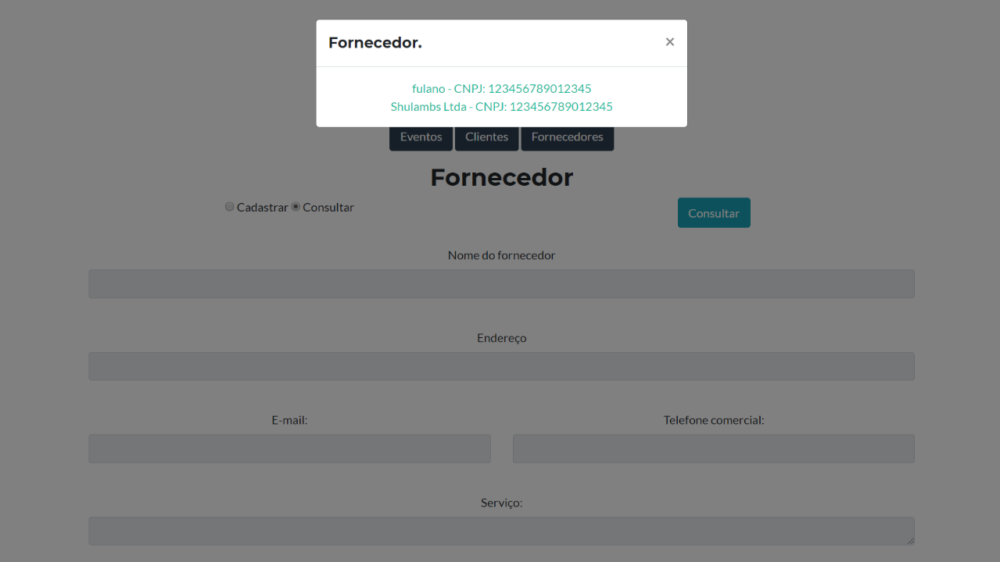 Fornecedor.
×
fulano - CNPJ: 123456789012345
Shulambs Ltda - CNPJ: 123456789012345
Eventos Clientes Fornecedores
Fornecedor
Cadastrar Consultar Consultar
Nome do fornecedor
Endereço
E-mail: Telefone comercial:
Serviço: